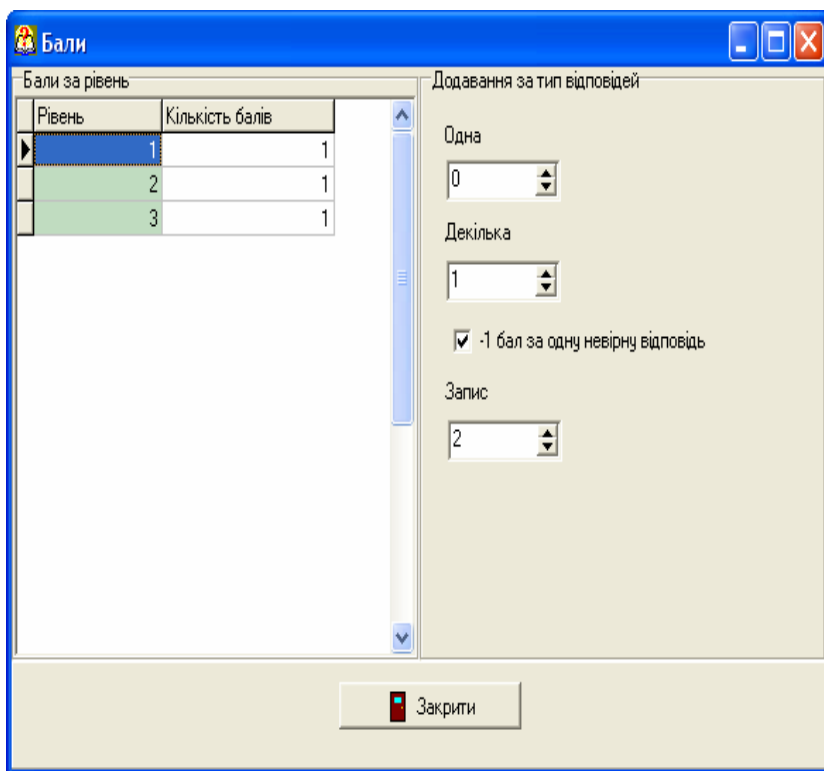 Бали
Бали за рівень
Рівень Кількість балів
1 1
2 1
3 1
Додавання за тип відповідей
Одна
0
Декілька
1
-1 бал за одну невірну відповідь
Запис
2
Закрити